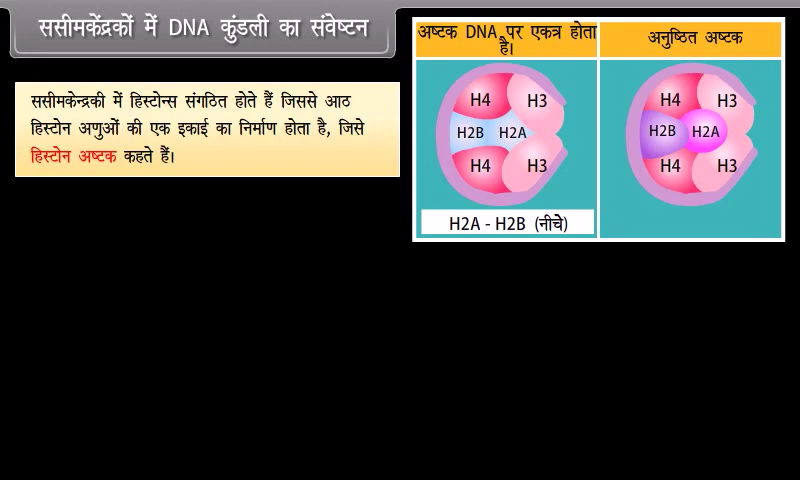 ससीमकेंद्रकों में DNA कुंडली का संवेष्टन
ससीमकेन्द्रकी में हिस्टोन्स संगठित होते हैं जिससे आठ
हिस्टोन अणुओं की एक इकाई का निर्माण होता है, जिसे
हिस्टोन अष्टक कहते हैं।
अष्टक DNA पर एकत्र होता
है।
H4 H3
H2B H2A
H4 H3
H2A - H2B (नीचे)
अनुष्ठित अष्टक
H4 H3
H2B H2A
H4 H3